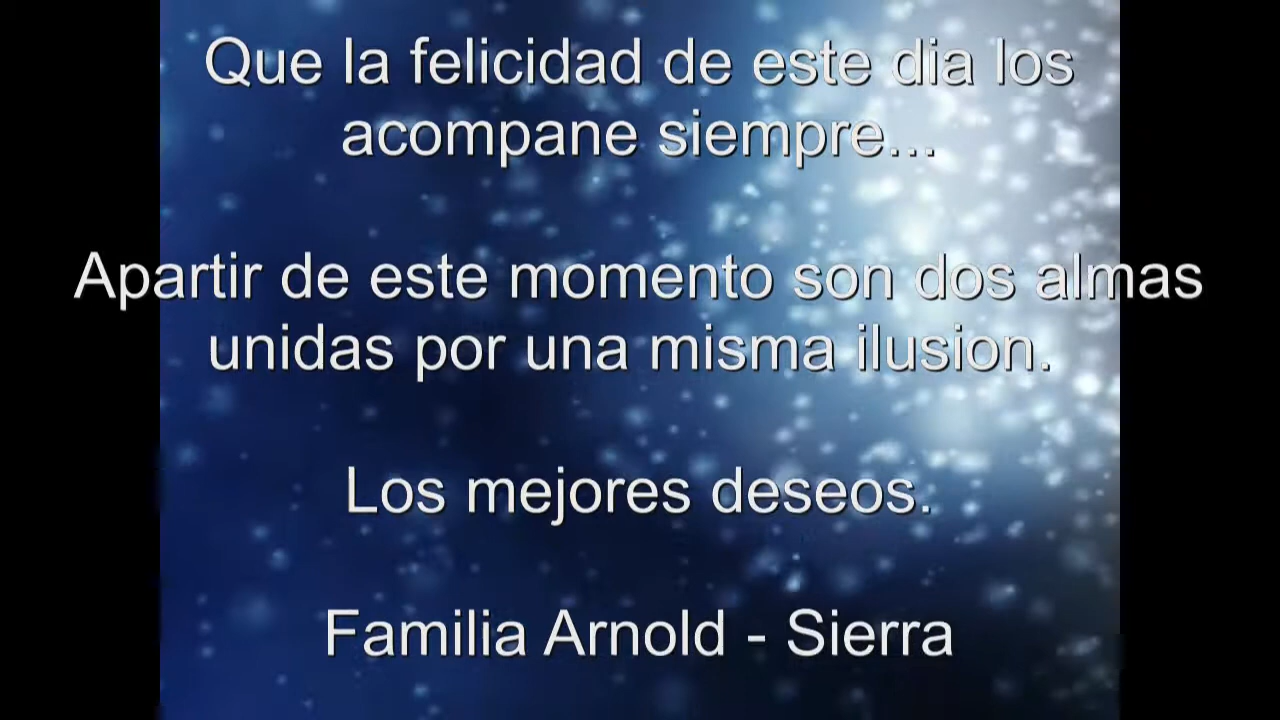 Que la felicidad de este dia los
acompane siempre...
Apartir de este momento son dos almas
unidas por una misma ilusion.
Los mejores deseos.
Familia Arnold - Sierra